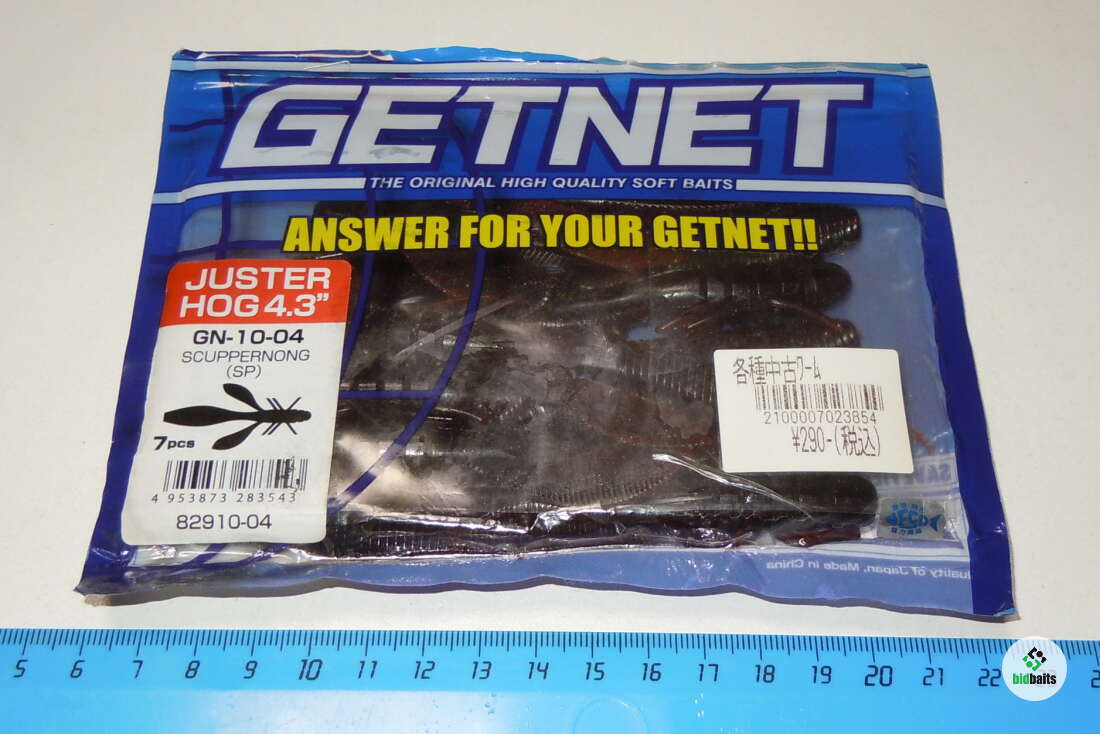 GETNET
THE ORIGINAL HIGH QUALITY SOFT BAITS
ANSWER FOR YOUR GETNET!!
JUSTER
HOG 4.3”
GN-10-04
SCUPPERNONG
(SP)
7pcs
4 953873 283543
82910-04
各種中古ﾜｰﾑ
2100007023854
¥290-(税込)
uality of Japan, Made in China
5 6 7 8 9 10 11 12 13 14 15 16 17 18 19 20 21 22
bidbaits